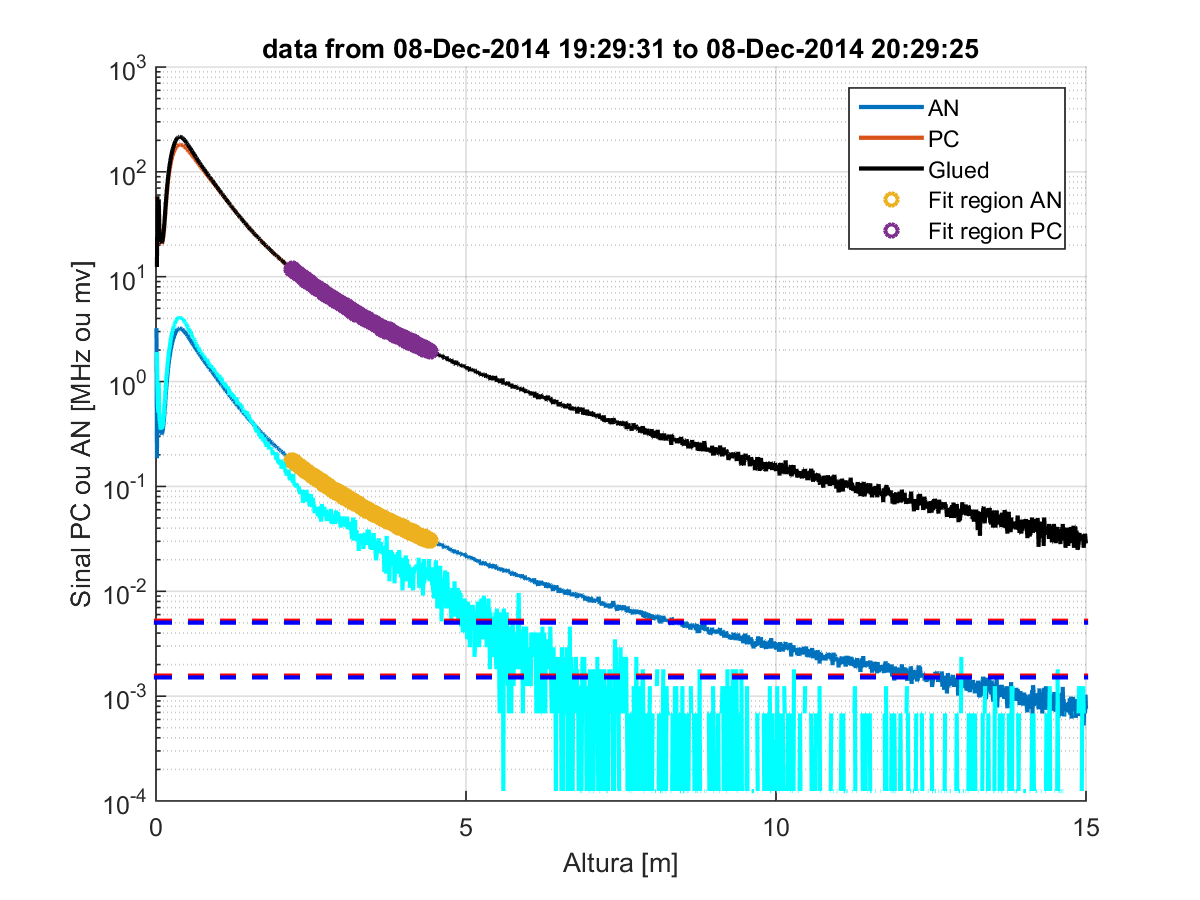 data from 08-Dec-2014 19:29:31 to 08-Dec-2014 20:29:25
Sinal PC ou AN [MHz ou mv]
10^3
10^2
10^1
10^0
10^-1
10^-2
10^-3
10^-4
AN
PC
Glued
Fit region AN
Fit region PC
0 5 10 15
Altura [m]